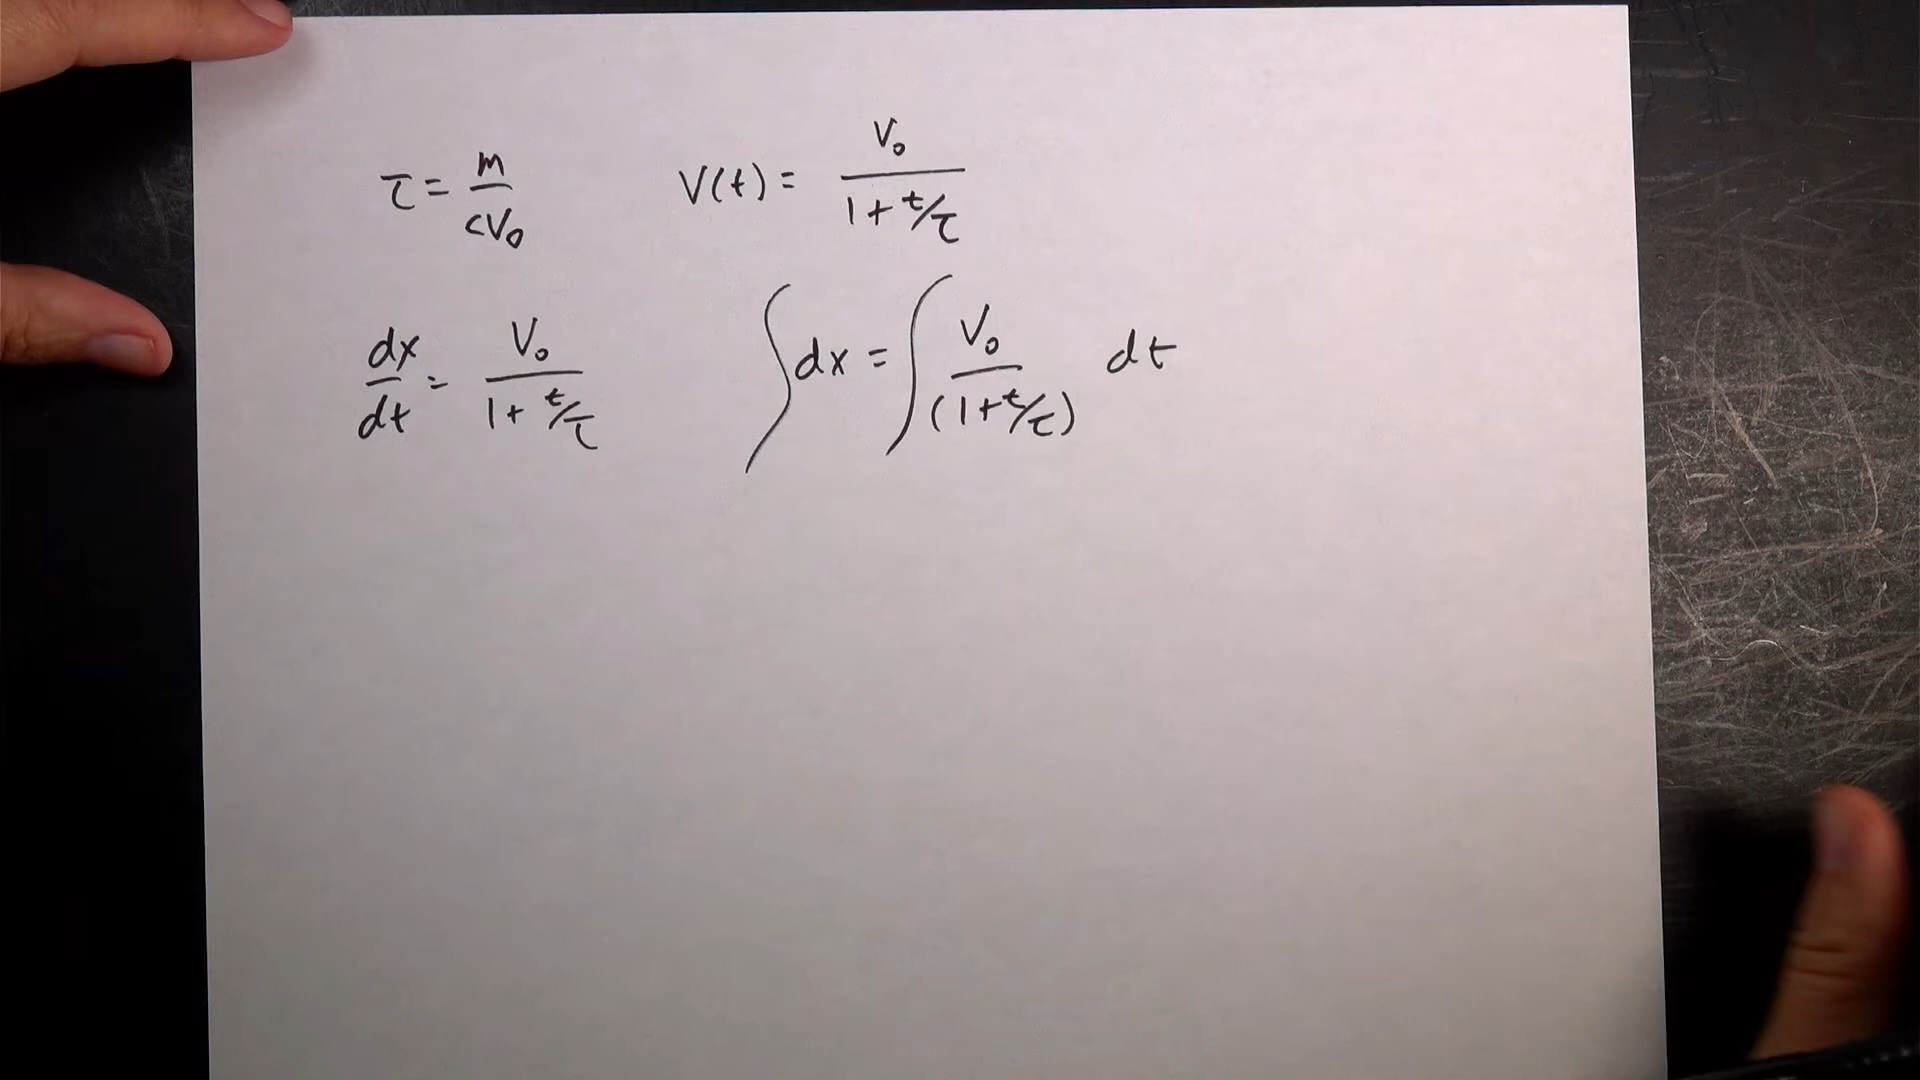 τ = m/cV₀ V(t) = V₀/1 + t/τ
dx/dt = V₀/1 + t/τ ∫dx = ∫V₀/(1 + t/τ) dt